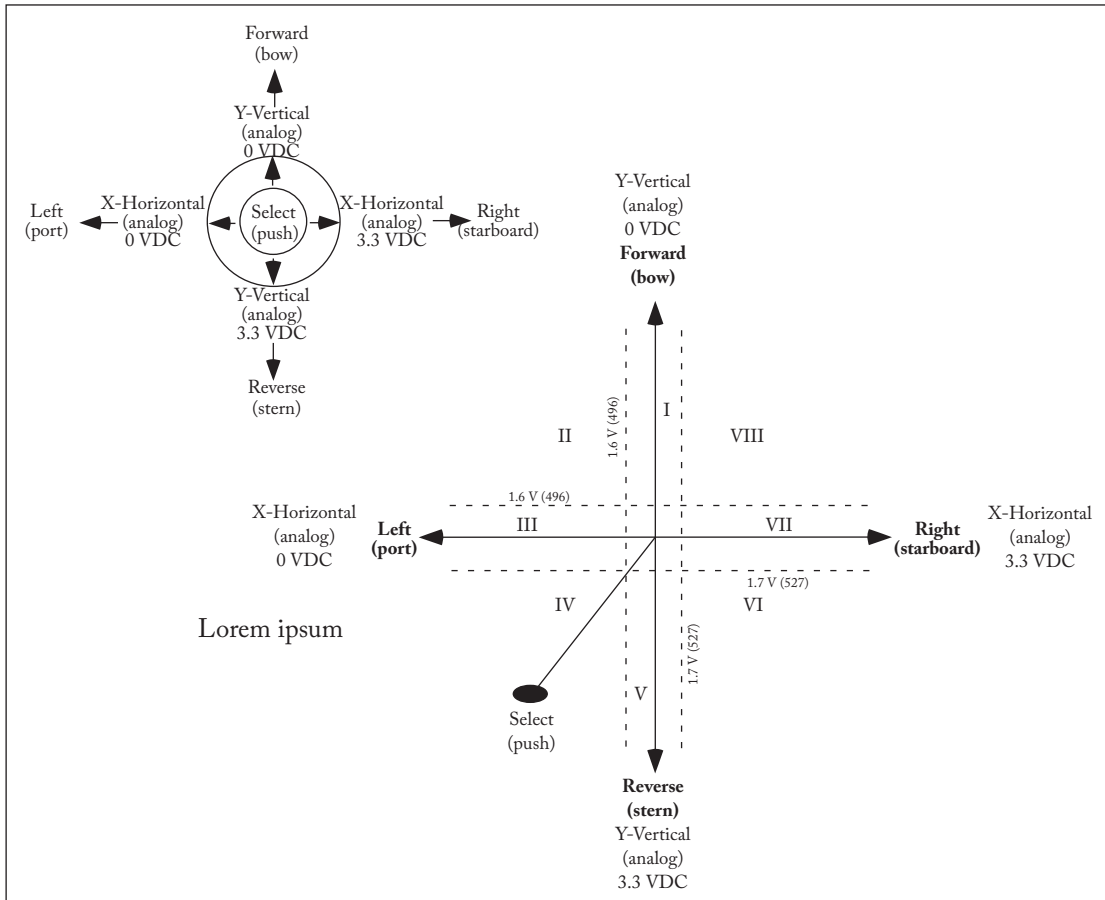 Forward
(bow)
Y-Vertical
(analog)
0 VDC
Left
(port)
X-Horizontal
(analog)
0 VDC
Select
(push)
X-Horizontal
(analog)
3.3 VDC
Right
(starboard)
Y-Vertical
(analog)
3.3 VDC
Reverse
(stern)
Y-Vertical
(analog)
0 VDC
Forward
(bow)
I
II
1.6 V (496)
VIII
1.6 V (496)
X-Horizontal
(analog)
0 VDC
Left
(port)
III
VII
Right
(starboard)
X-Horizontal
(analog)
3.3 VDC
1.7 V (527)
IV
VI
Lorem ipsum
1.7 V (527)
V
Select
(push)
Reverse
(stern)
Y-Vertical
(analog)
3.3 VDC